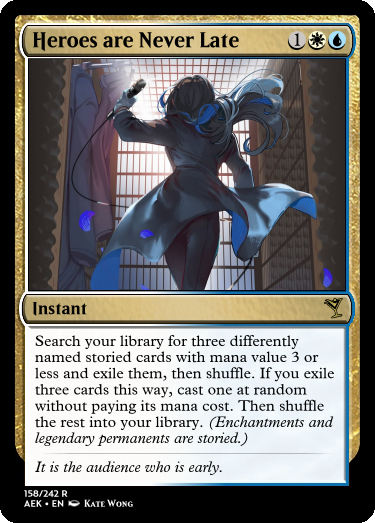 Heroes are Never Late 1
Instant
Search your library for three differently
named storied cards with mana value 3 or
less and exile them, then shuffle. If you exile
three cards this way, cast one at random
without paying its mana cost. Then shuffle
the rest into your library. (Enchantments and
legendary permanents are storied.)
It is the audience who is early.
158/242 R
AEK • EN Kate Wong